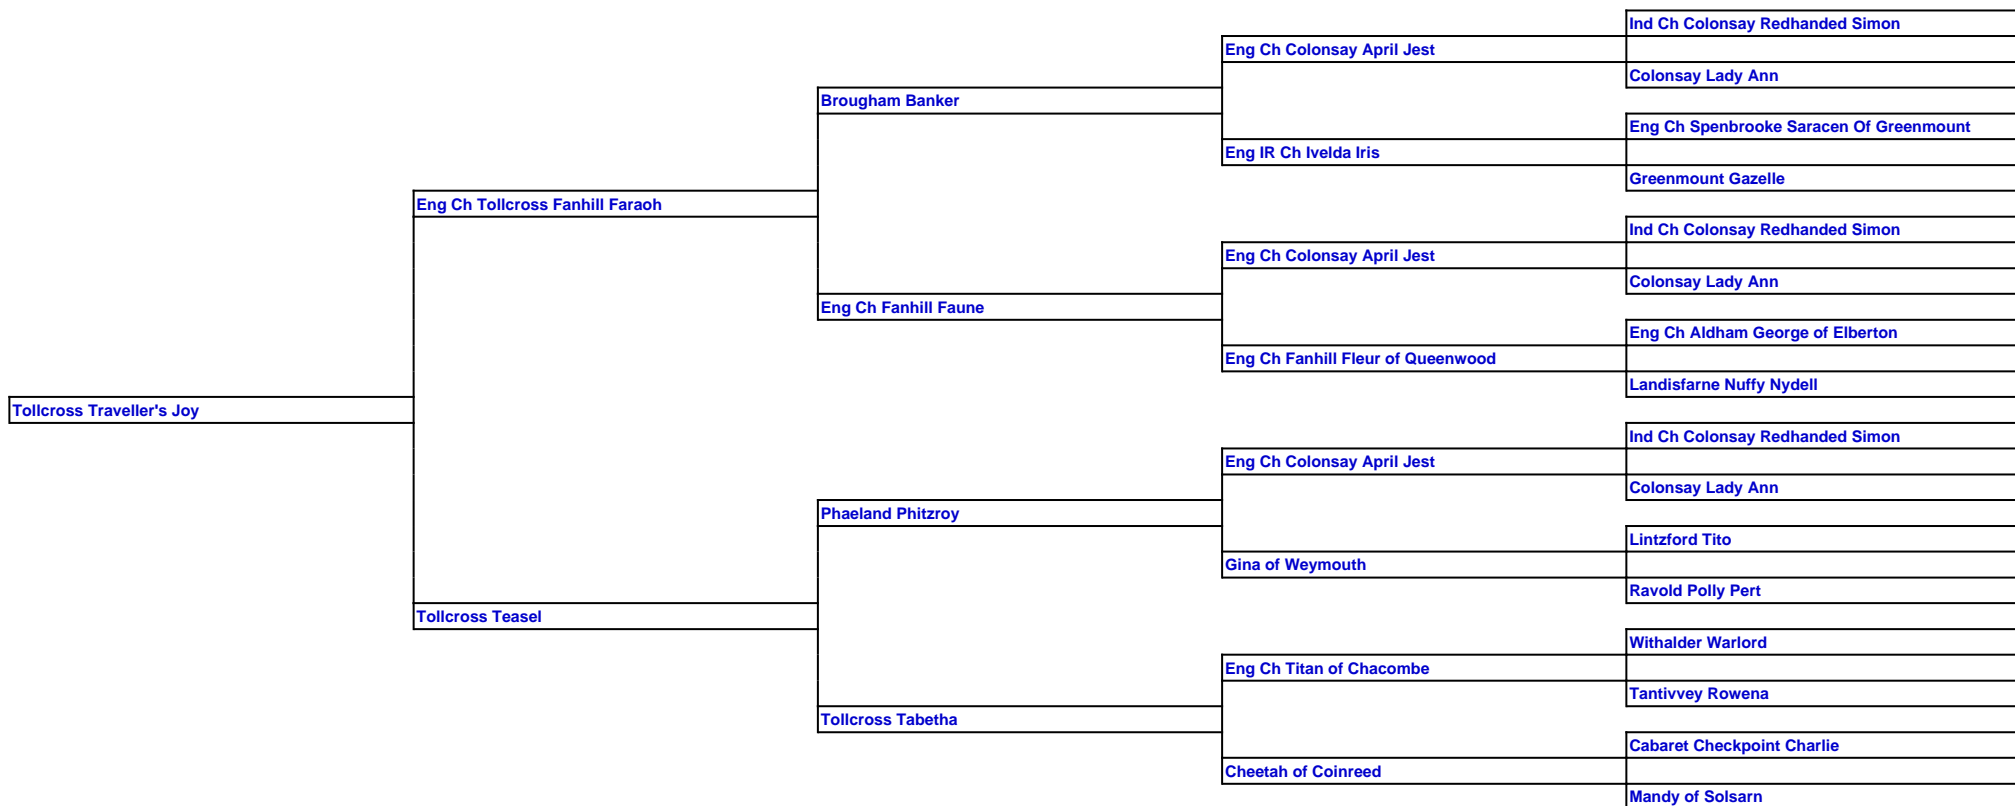 Ind Ch Colonsay Redhanded Simon
Eng Ch Colonsay April Jest
Colonsay Lady Ann
Brougham Banker
Eng Ch Spenbrooke Saracen Of Greenmount
Eng IR Ch Ivelda Iris
Greenmount Gazelle
Eng Ch Tollcross Fanhill Faraoh
Ind Ch Colonsay Redhanded Simon
Eng Ch Colonsay April Jest
Colonsay Lady Ann
Eng Ch Fanhill Faune
Eng Ch Aldham George of Elberton
Eng Ch Fanhill Fleur of Queenwood
Landisfarne Nuffy Nydell
Tollcross Traveller's Joy
Ind Ch Colonsay Redhanded Simon
Eng Ch Colonsay April Jest
Colonsay Lady Ann
Phaeland Phitzroy
Lintzford Tito
Gina of Weymouth
Ravold Polly Pert
Tollcross Teasel
Withalder Warlord
Eng Ch Titan of Chacombe
Tantivvey Rowena
Tollcross Tabetha
Cabaret Checkpoint Charlie
Cheetah of Coinreed
Mandy of Solsarn